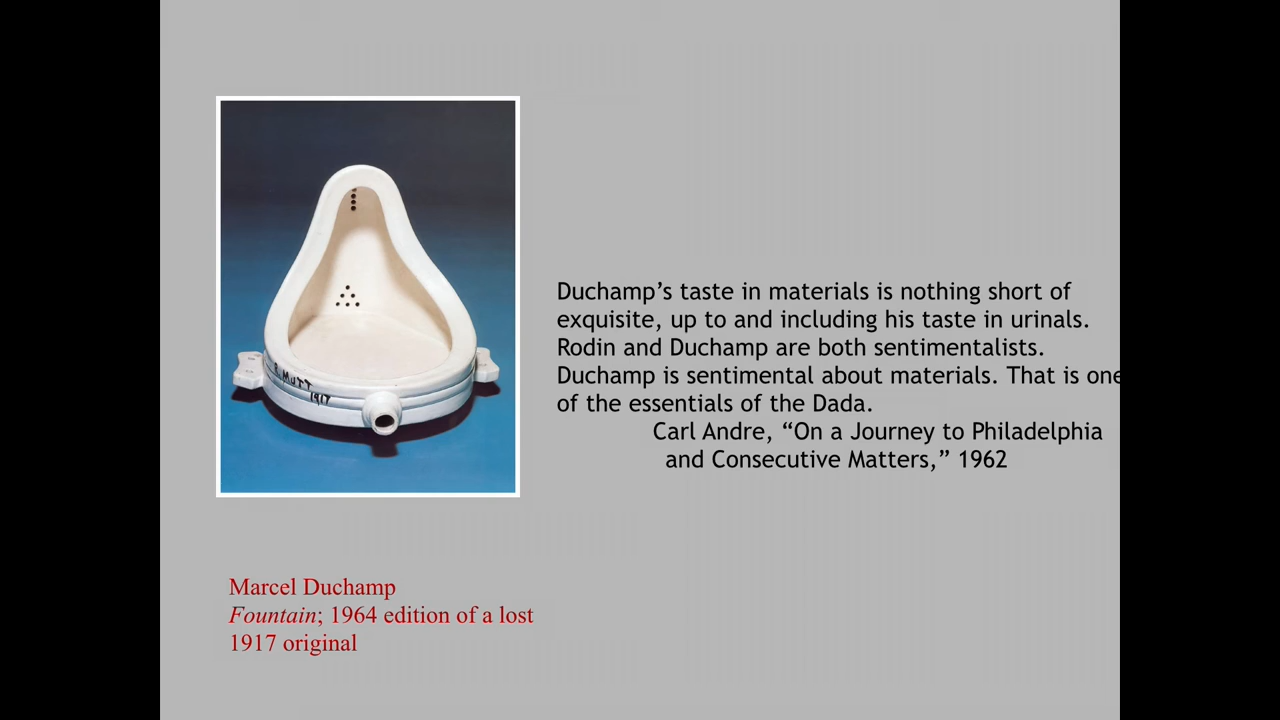 R. MUTT
1917
Duchamp’s taste in materials is nothing short of
exquisite, up to and including his taste in urinals.
Rodin and Duchamp are both sentimentalists.
Duchamp is sentimental about materials. That is one
of the essentials of the Dada.
Carl Andre, “On a Journey to Philadelphia
and Consecutive Matters,” 1962
Marcel Duchamp
Fountain; 1964 edition of a lost
1917 original